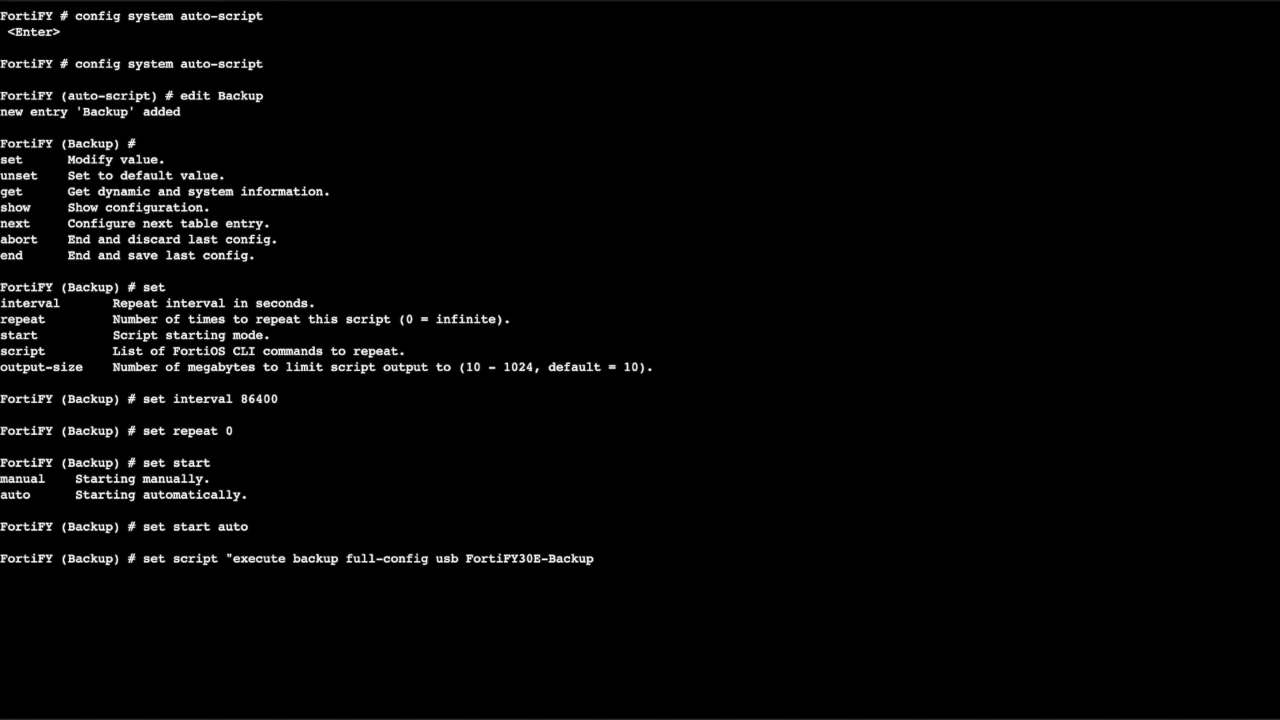 FortiFY # config system auto-script
 <Enter>
FortiFY # config system auto-script
FortiFY (auto-script) # edit Backup
new entry 'Backup' added
FortiFY (Backup) #
set      Modify value.
unset    Set to default value.
get      Get dynamic and system information.
show     Show configuration.
next     Configure next table entry.
abort    End and discard last config.
end      End and save last config.
FortiFY (Backup) # set
interval       Repeat interval in seconds.
repeat         Number of times to repeat this script (0 = infinite).
start          Script starting mode.
script         List of FortiOS CLI commands to repeat.
output-size    Number of megabytes to limit script output to (10 - 1024, default = 10).
FortiFY (Backup) # set interval 86400
FortiFY (Backup) # set repeat 0
FortiFY (Backup) # set start
manual    Starting manually.
auto      Starting automatically.
FortiFY (Backup) # set start auto
FortiFY (Backup) # set script "execute backup full-config usb FortiFY30E-Backup